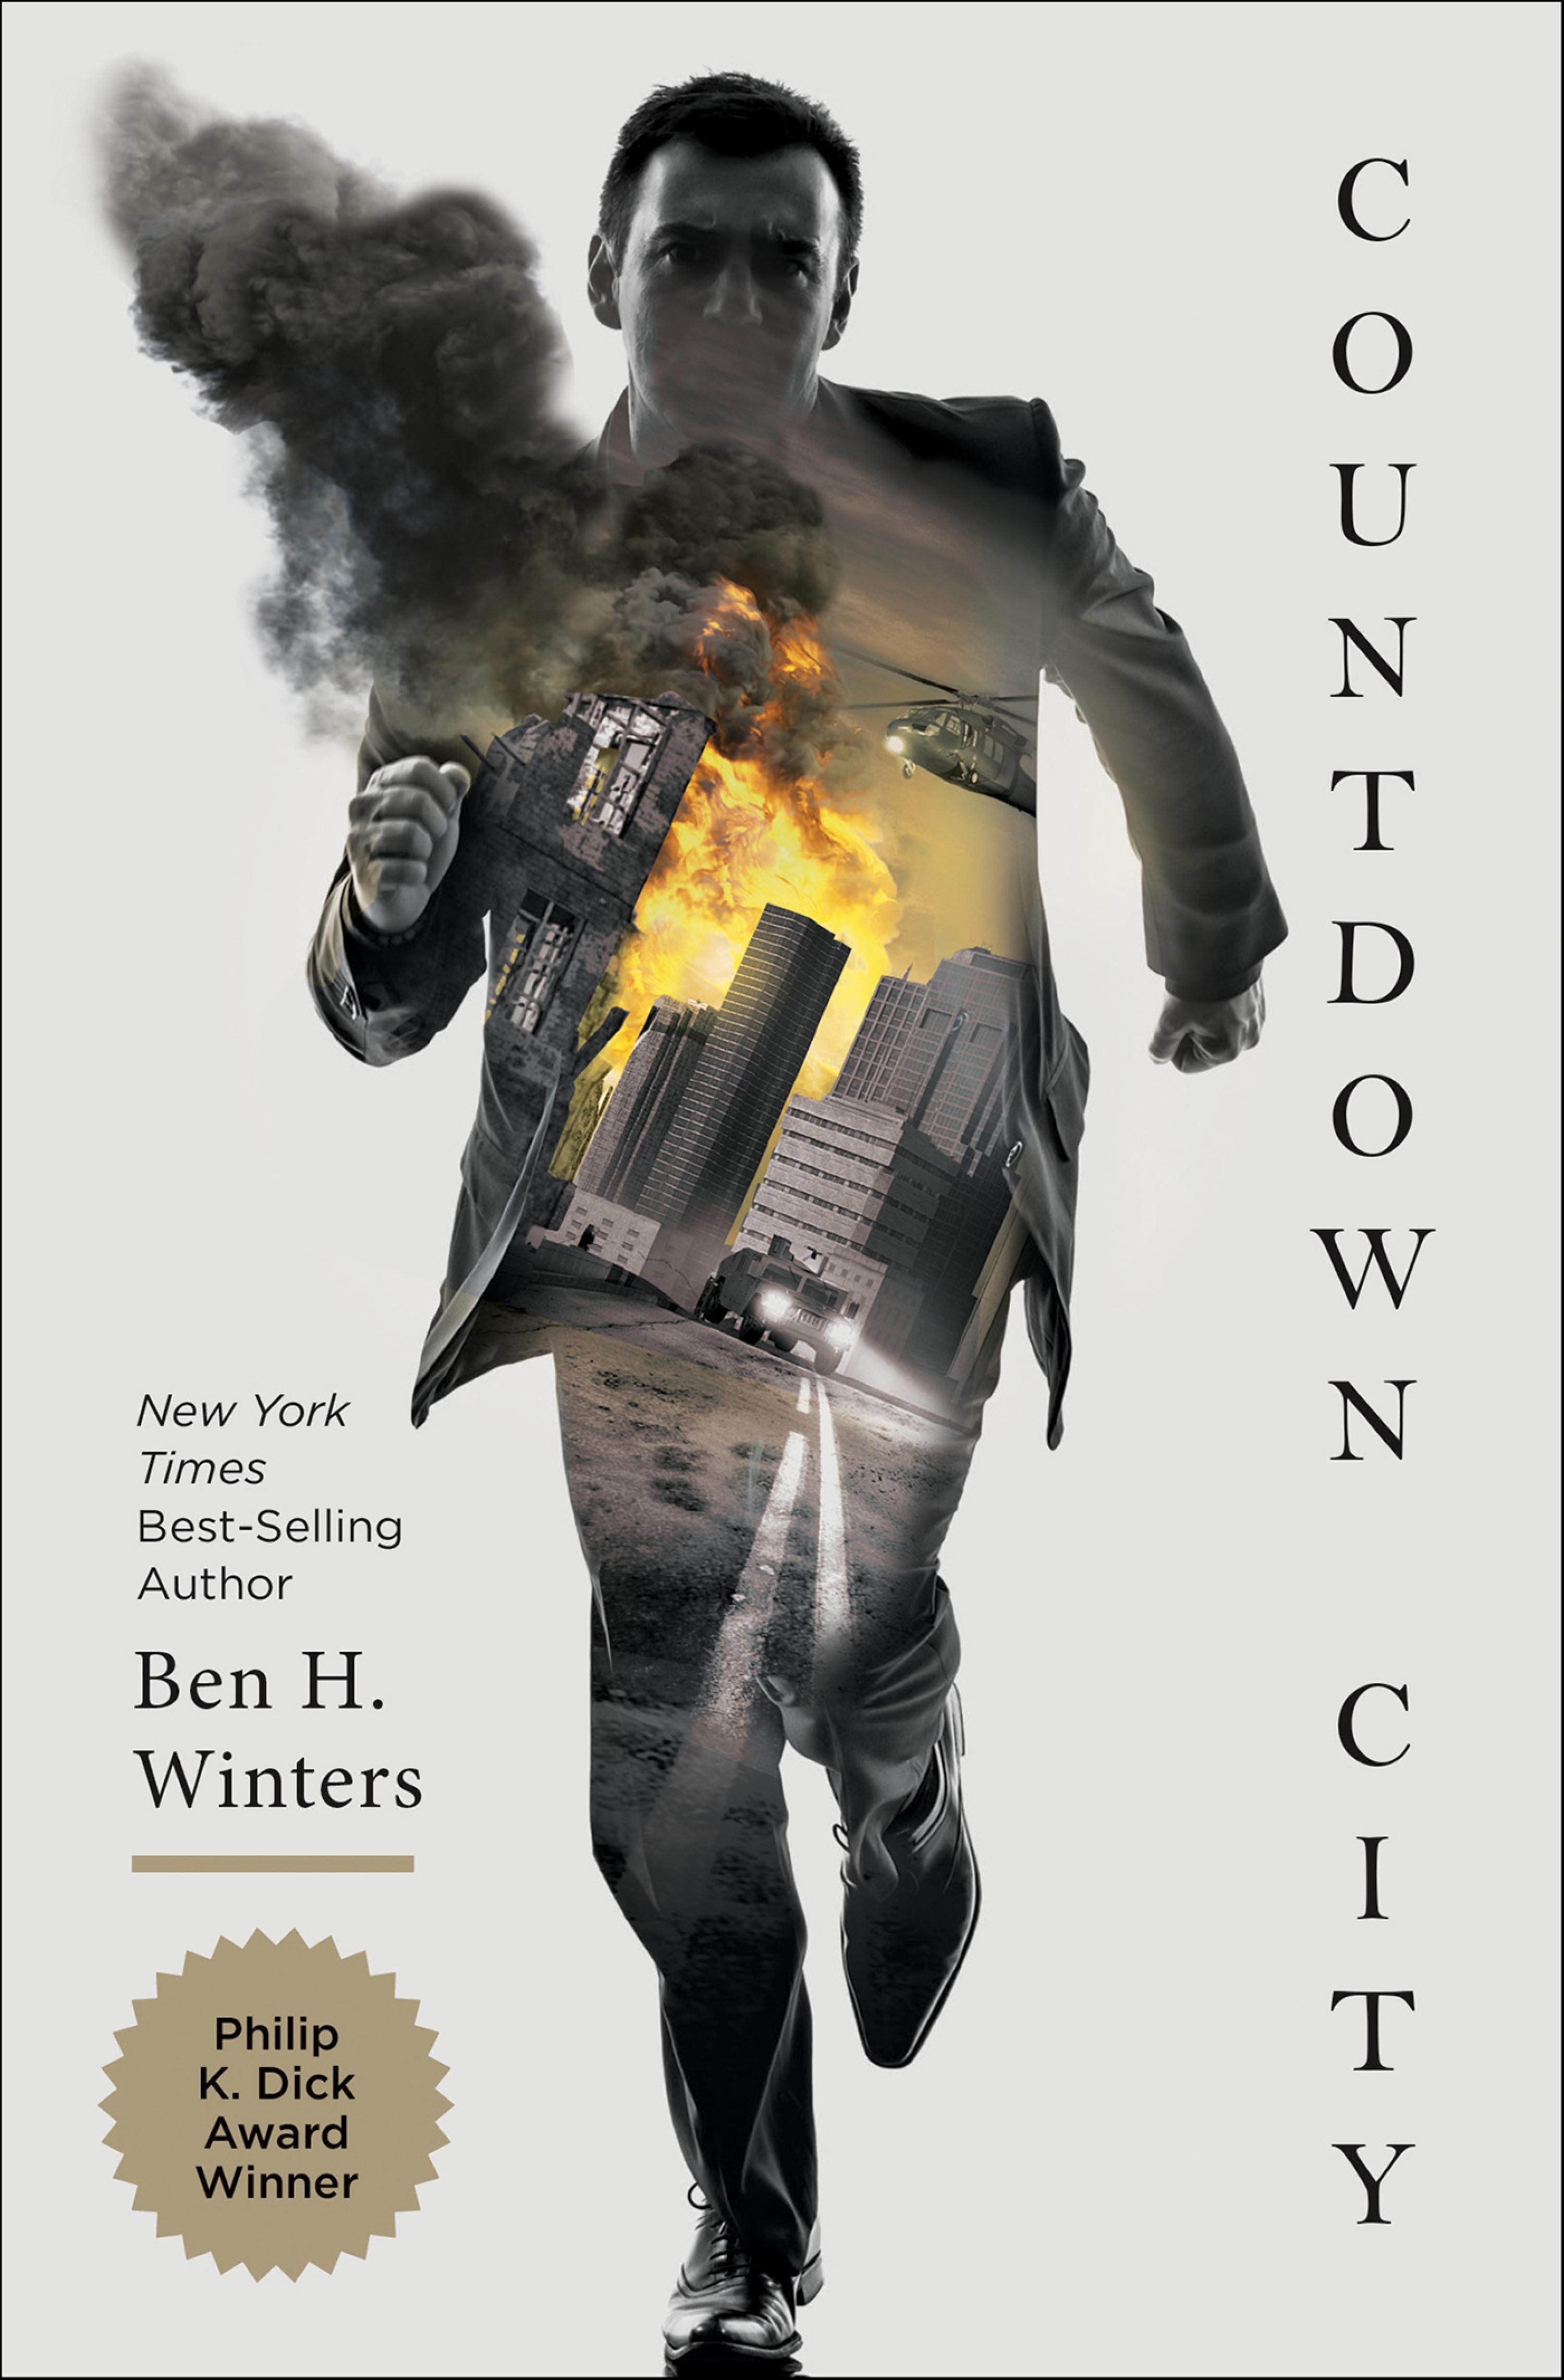 COUNTDOWN CITY
New York
Times
Best-Selling
Author
Ben H.
Winters
Philip
K. Dick
Award
Winner